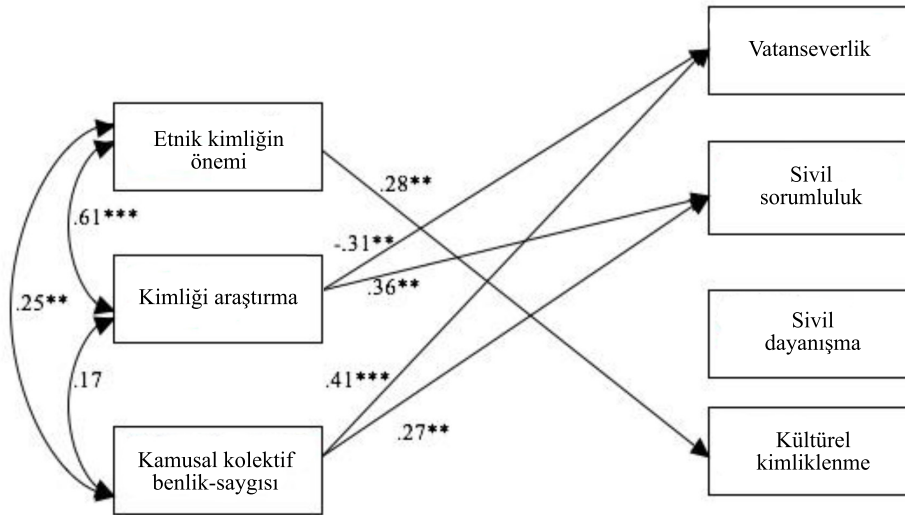 Vatanseverlik
Etnik kimliğin
önemi
Sivil
sorumluluk
.28**
.61***
-.31**
Kimliği araştırma
.36**
.25**
Sivil
dayanışma
.17
.41***
.27**
Kamusal kolektif
benlik-saygısı
Kültürel
kimliklenme